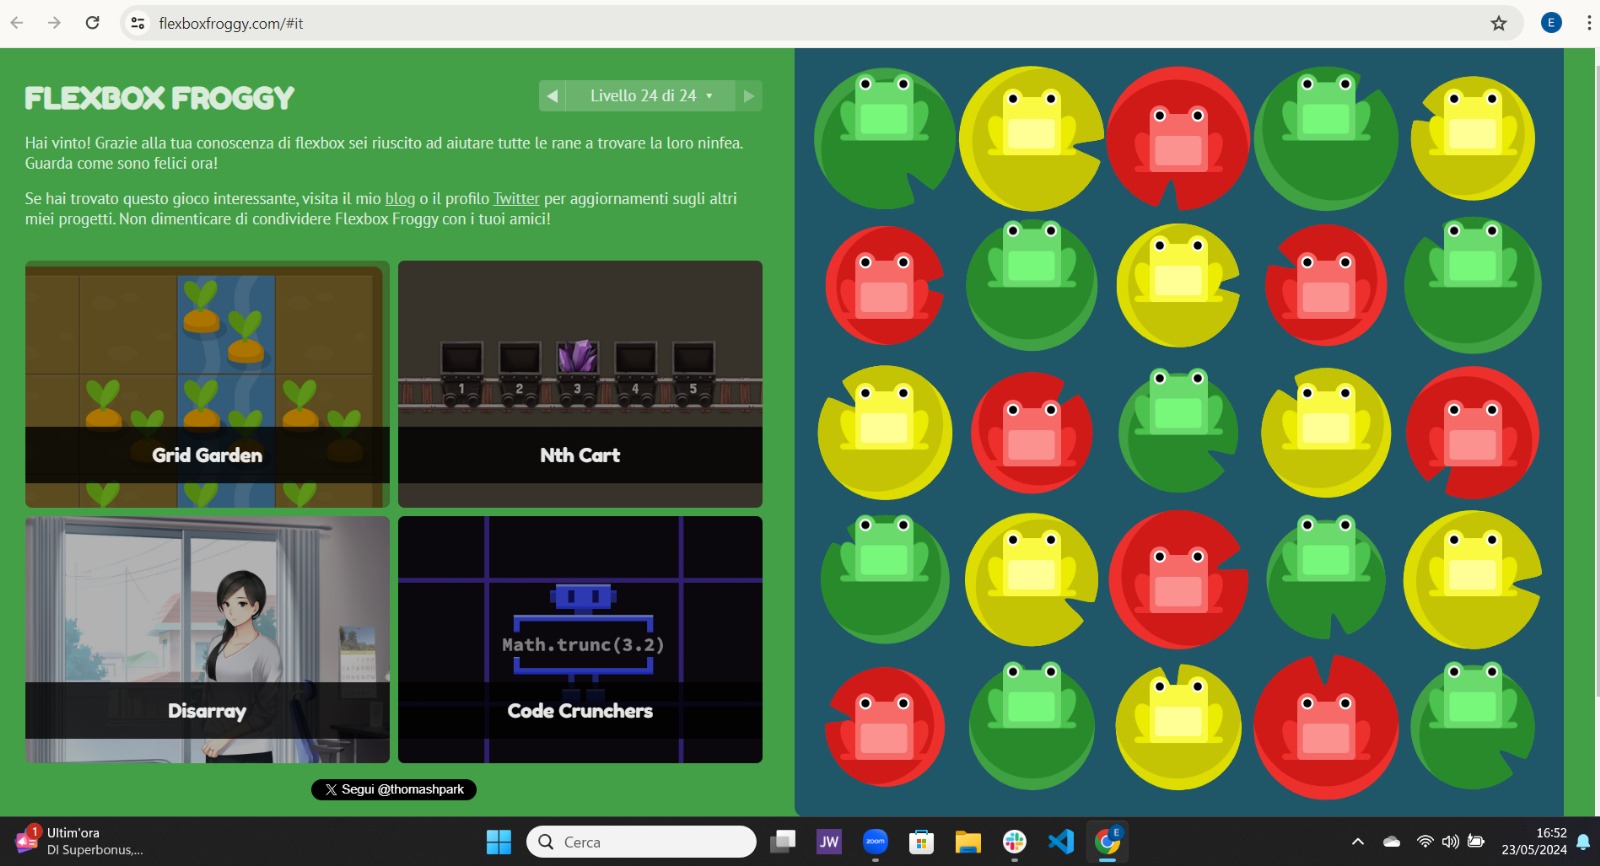 flexboxfroggy.com/#it
E
FLEXBOX FROGGY
Livello 24 di 24
Hai vinto! Grazie alla tua conoscenza di flexbox sei riuscito ad aiutare tutte le rane a trovare la loro ninfea.
Guarda come sono felici ora!
Se hai trovato questo gioco interessante, visita il mio blog o il profilo Twitter per aggiornamenti sugli altri
miei progetti. Non dimenticare di condividere Flexbox Froggy con i tuoi amici!
Grid Garden
1 2 3 4 5
Nth Cart
Disarray
Math.trunc(3.2)
Code Crunchers
X Segui @thomashpark
1
Ultim'ora
DI Superbonus,...
Cerca
JW
zoom
E
16:52
23/05/2024